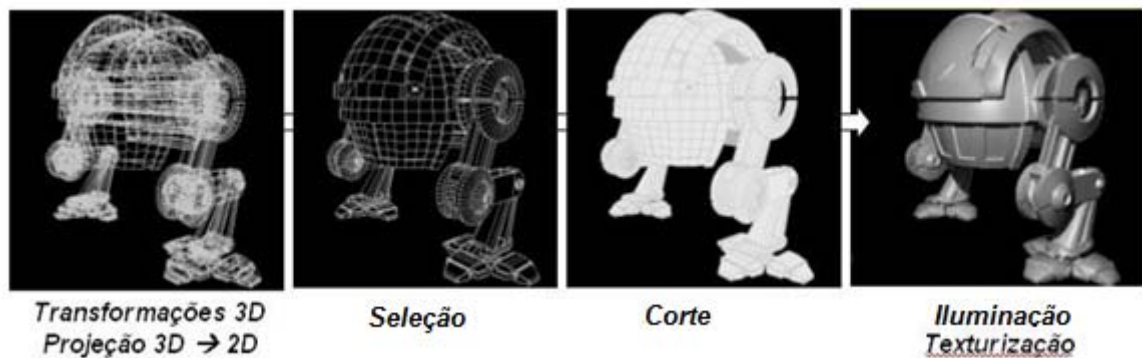 Transformações 3D
Projeção 3D → 2D
Seleção
Corte
Iluminação
Texturização